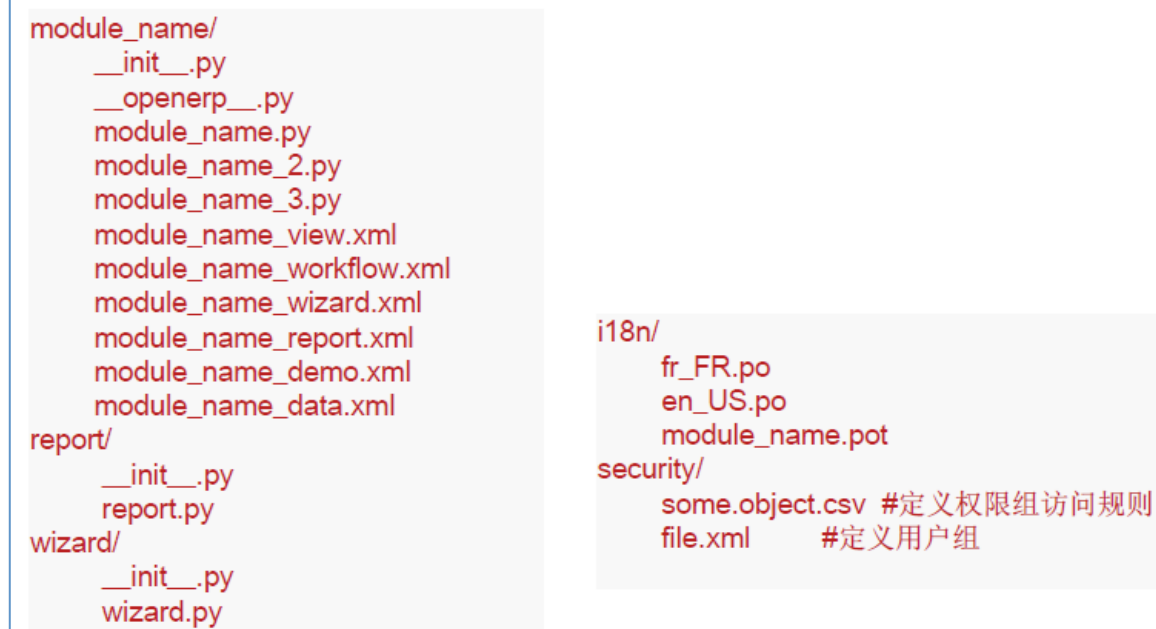 module_name/
__init__.py
__openerp__.py
module_name.py
module_name_2.py
module_name_3.py
module_name_view.xml
module_name_workflow.xml
module_name_wizard.xml
module_name_report.xml
module_name_demo.xml
module_name_data.xml
report/
__init__.py
report.py
wizard/
__init__.py
wizard.py
i18n/
fr_FR.po
en_US.po
module_name.pot
security/
some.object.csv #定义权限组访问规则
file.xml #定义用户组